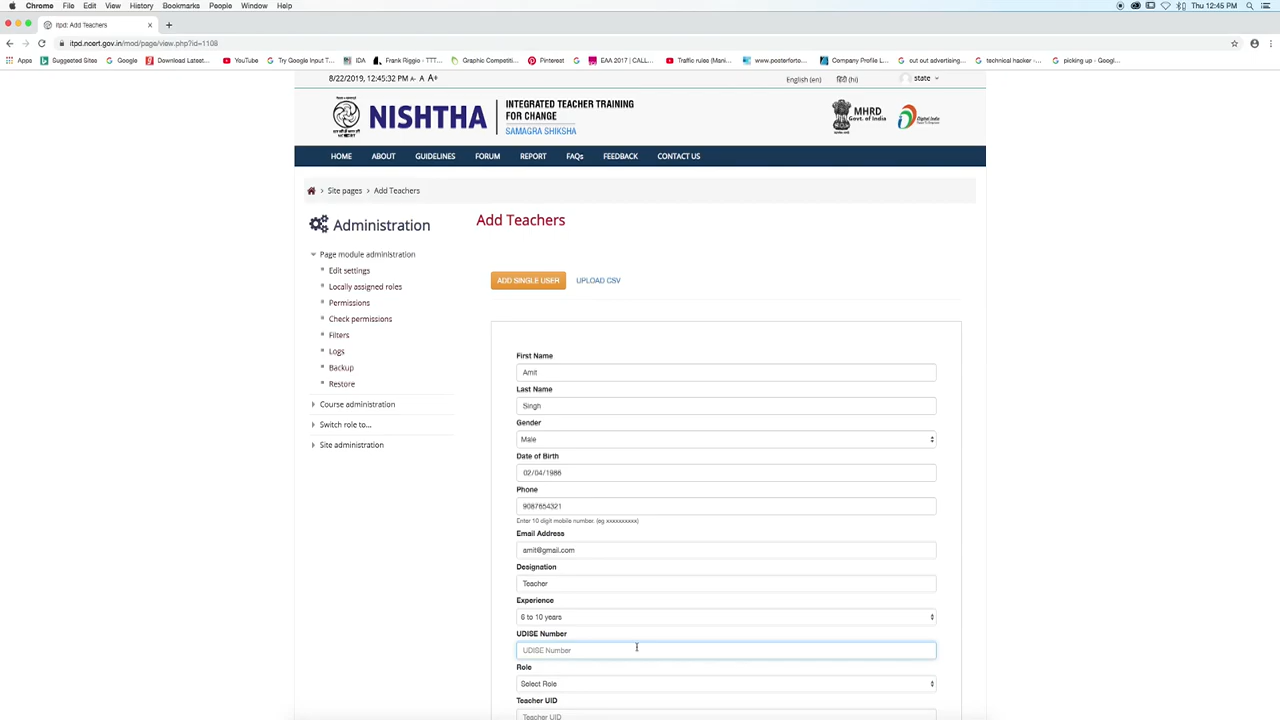 Chrome File Edit View History Bookmarks People Window Help Thu 12:45 PM
itpd: Add Teachers
itpd.ncert.gov.in/mod/page/view.php?id=1108
Apps Suggested Sites Google Download Latest... YouTube Try Google Input T... IDA Frank Riggio - TTT... Graphic Competiti... Pinterest EAA 2017 | CALL... Traffic rules (Mani... www.posterforto... Company Profile L... cut out advertising... technical hacker -... picking up - Googl...
8/22/2019, 12:45:32 PM A- A A+ English (en) हिंदी (hi) state
NISHTHA
INTEGRATED TEACHER TRAINING
FOR CHANGE
SAMAGRA SHIKSHA
MHRD
Govt. of India
Digital India
HOME ABOUT GUIDELINES FORUM REPORT FAQs FEEDBACK CONTACT US
Site pages › Add Teachers
Administration
Page module administration
Edit settings
Locally assigned roles
Permissions
Check permissions
Filters
Logs
Backup
Restore
Course administration
Switch role to...
Site administration
Add Teachers
ADD SINGLE USER UPLOAD CSV
First Name
Amit
Last Name
Singh
Gender
Male
Date of Birth
02/04/1986
Phone
9087654321
Enter 10 digit mobile number. (eg xxxxxxxxxx)
Email Address
amit@gmail.com
Designation
Teacher
Experience
6 to 10 years
UDISE Number
UDISE Number
Role
Select Role
Teacher UID
Teacher UID